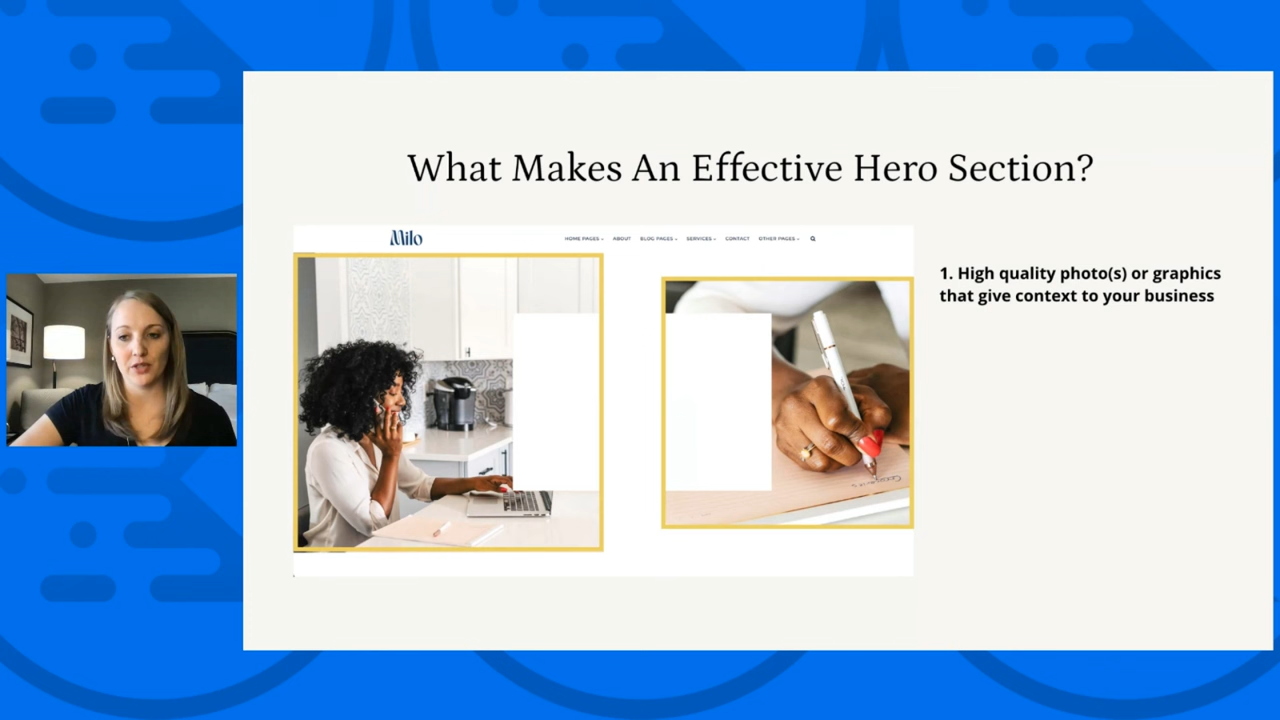 What Makes An Effective Hero Section?
Milo
HOME PAGES ABOUT BLOG PAGES SERVICES CONTACT OTHER PAGES
1. High quality photo(s) or graphics
that give context to your business